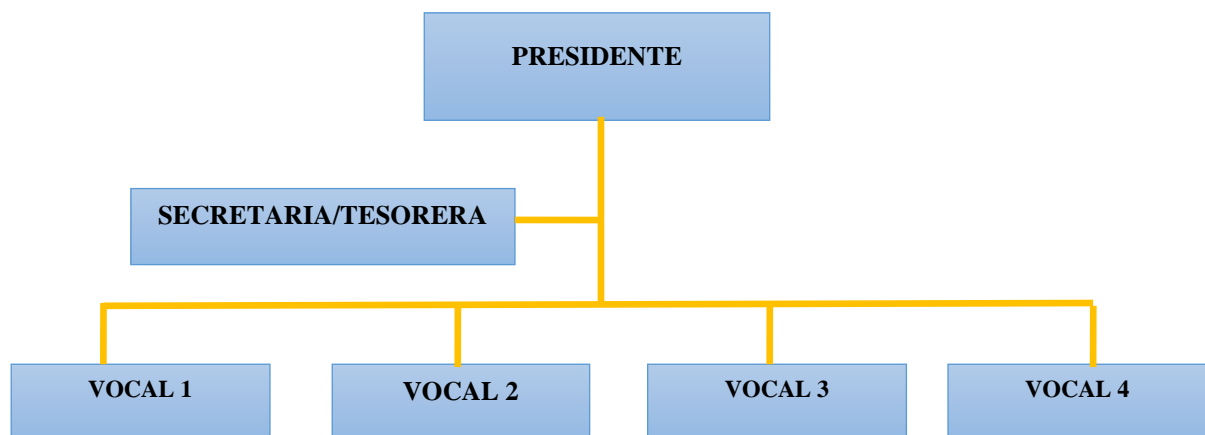 PRESIDENTE
SECRETARIA/TESORERA
VOCAL 1
VOCAL 2
VOCAL 3
VOCAL 4